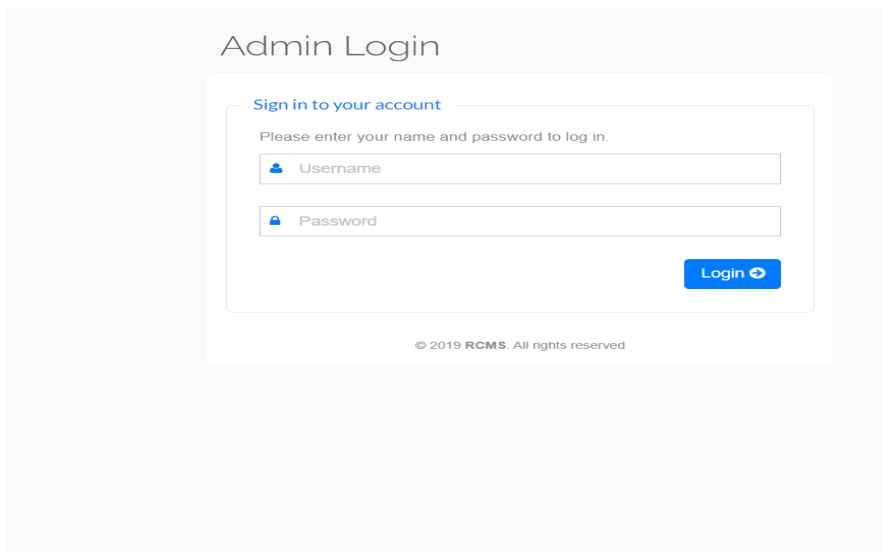 Admin Login
Sign in to your account
Please enter your name and password to log in.
Username
Password
Login
© 2019 RCMS. All rights reserved